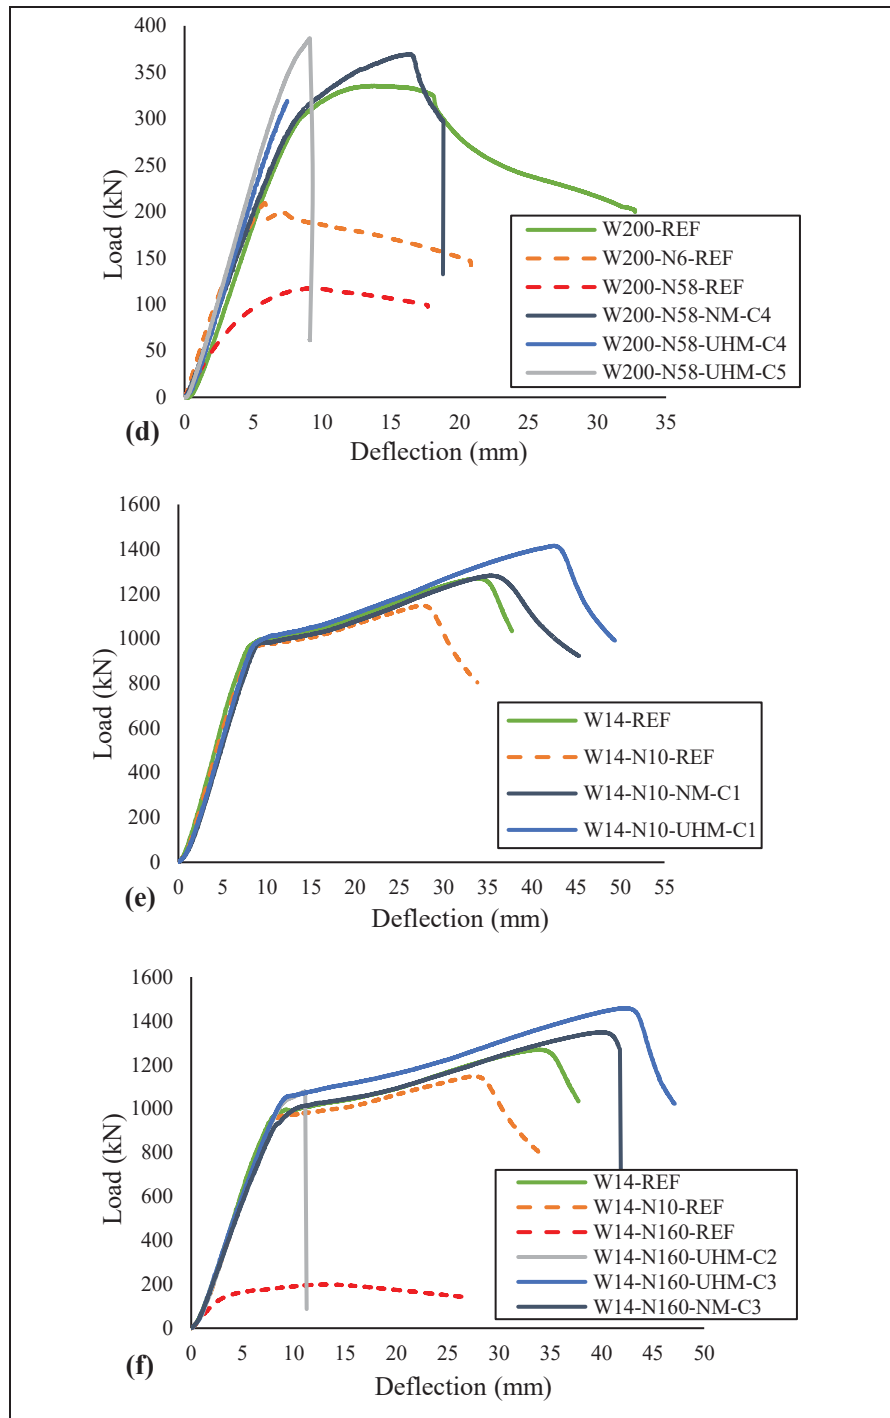 400
350
300
250
200
150
100
50
0
Load (kN)
W200-REF
W200-N6-REF
W200-N58-REF
W200-N58-NM-C4
W200-N58-UHM-C4
W200-N58-UHM-C5
0 5 10 15 20 25 30 35
(d)
Deflection (mm)
1600
1400
1200
1000
800
600
400
200
0
Load (kN)
W14-REF
W14-N10-REF
W14-N10-NM-C1
W14-N10-UHM-C1
0 5 10 15 20 25 30 35 40 45 50 55
(e)
Deflection (mm)
1600
1400
1200
1000
800
600
400
200
0
Load (kN)
W14-REF
W14-N10-REF
W14-N160-REF
W14-N160-UHM-C2
W14-N160-UHM-C3
W14-N160-NM-C3
0 5 10 15 20 25 30 35 40 45 50
(f)
Deflection (mm)